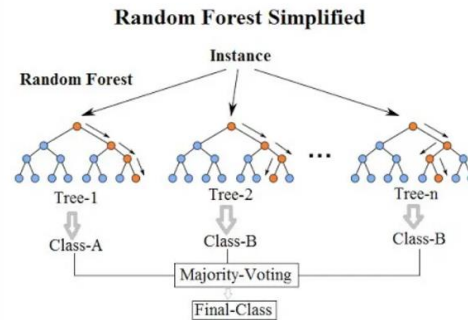 Random Forest Simplified
Instance
Random Forest
...
Tree-1
Tree-2
Tree-n
Class-A
Class-B
Class-B
Majority-Voting
Final-Class